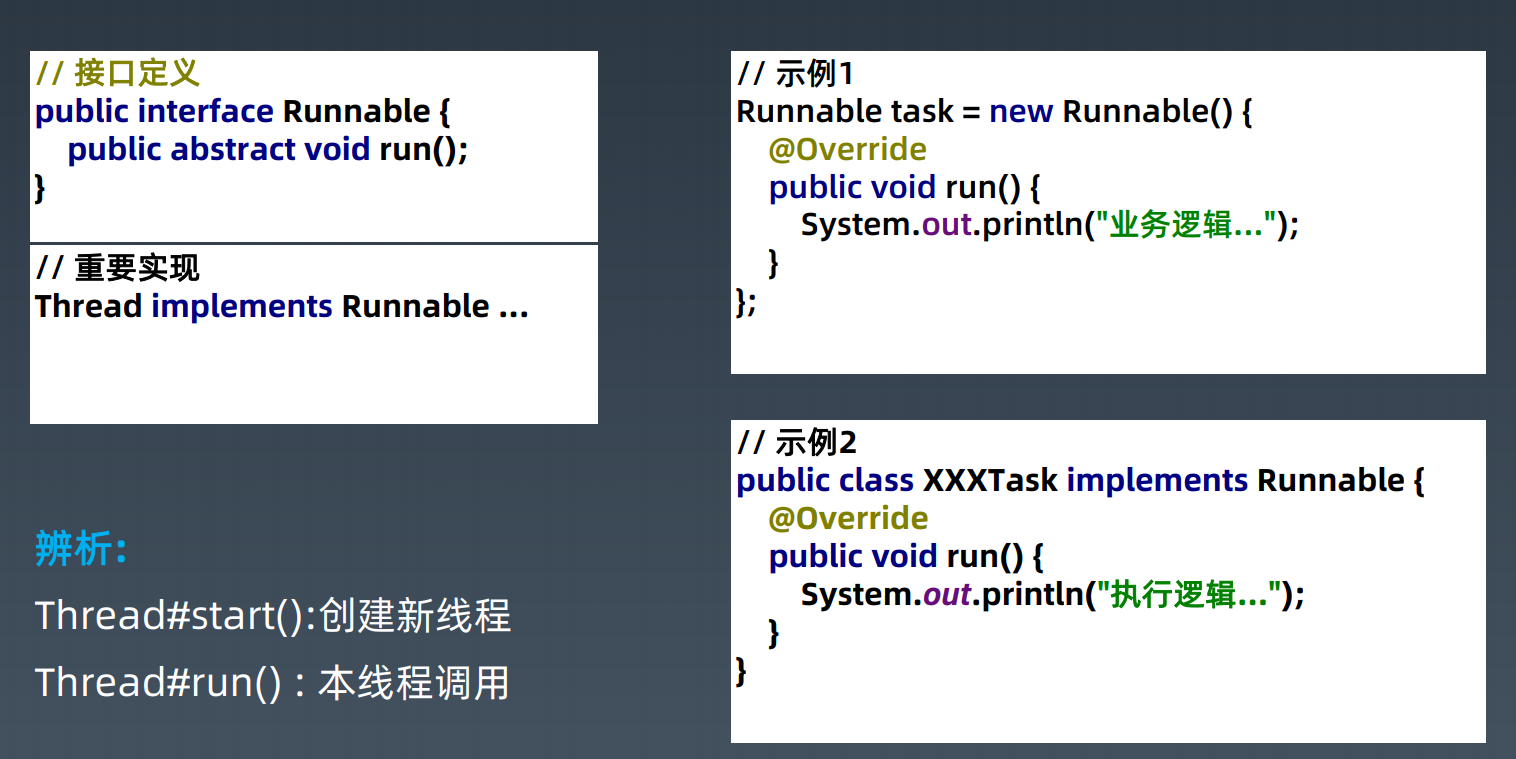 // 接口定义
public interface Runnable {
    public abstract void run();
}
// 重要实现
Thread implements Runnable ...
辨析:
Thread#start():创建新线程
Thread#run() : 本线程调用
// 示例1
Runnable task = new Runnable() {
    @Override
    public void run() {
        System.out.println("业务逻辑...");
    }
};
// 示例2
public class XXXTask implements Runnable {
    @Override
    public void run() {
        System.out.println("执行逻辑...");
    }
}